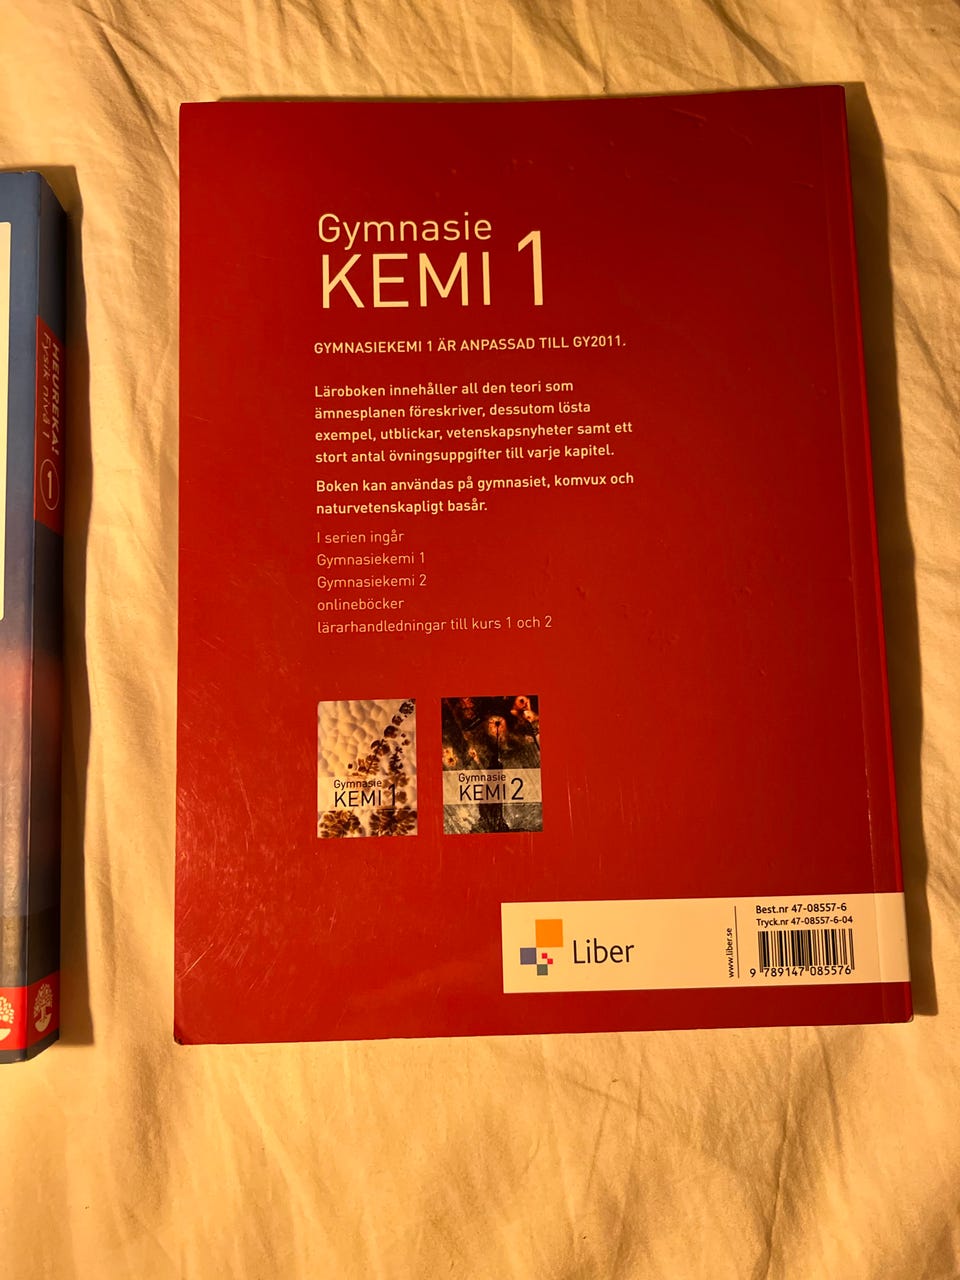 HEUREKA!
Fysik nivå 1
1
Gymnasie
KEMI 1
GYMNASIEKEMI 1 ÄR ANPASSAD TILL GY2011.
Läroboken innehåller all den teori som
ämnesplanen föreskriver, dessutom lösta
exempel, utblickar, vetenskapsnyheter samt ett
stort antal övningsuppgifter till varje kapitel.
Boken kan användas på gymnasiet, komvux och
naturvetenskapligt basår.
I serien ingår
Gymnasiekemi 1
Gymnasiekemi 2
onlineböcker
lärarhandledningar till kurs 1 och 2
Gymnasie
KEMI 1
Gymnasie
KEMI 2
Liber
www.liber.se
Best.nr 47-08557-6
Tryck.nr 47-08557-6-04
9 789147 085576